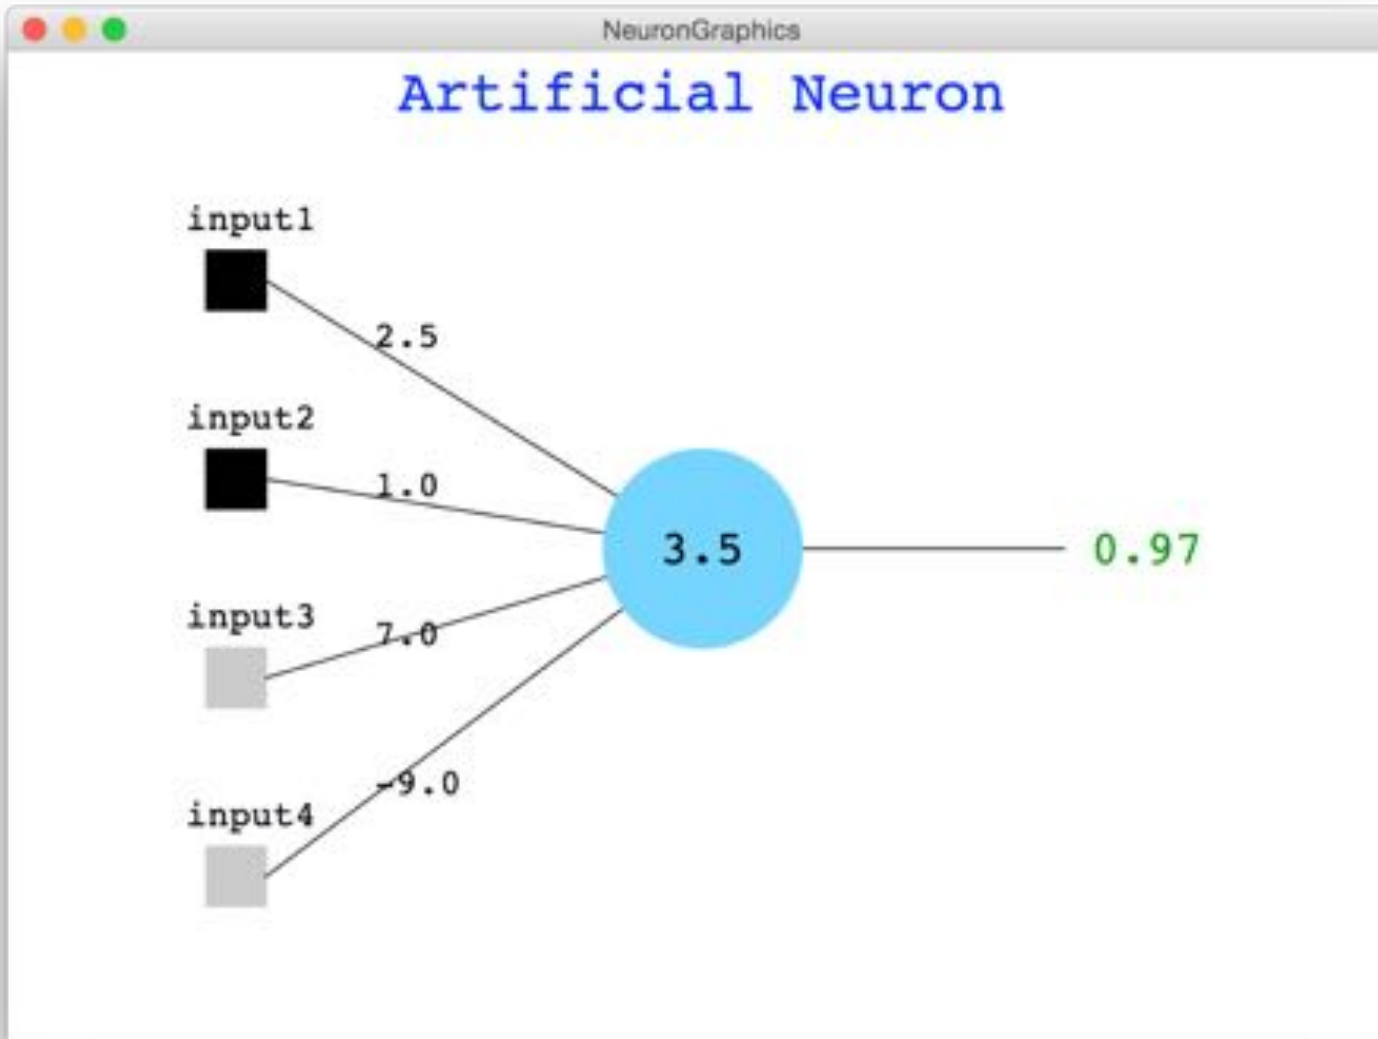 NeuronGraphics
Artificial Neuron
input1
2.5
input2
1.0
3.5
0.97
input3
7.0
-9.0
input4